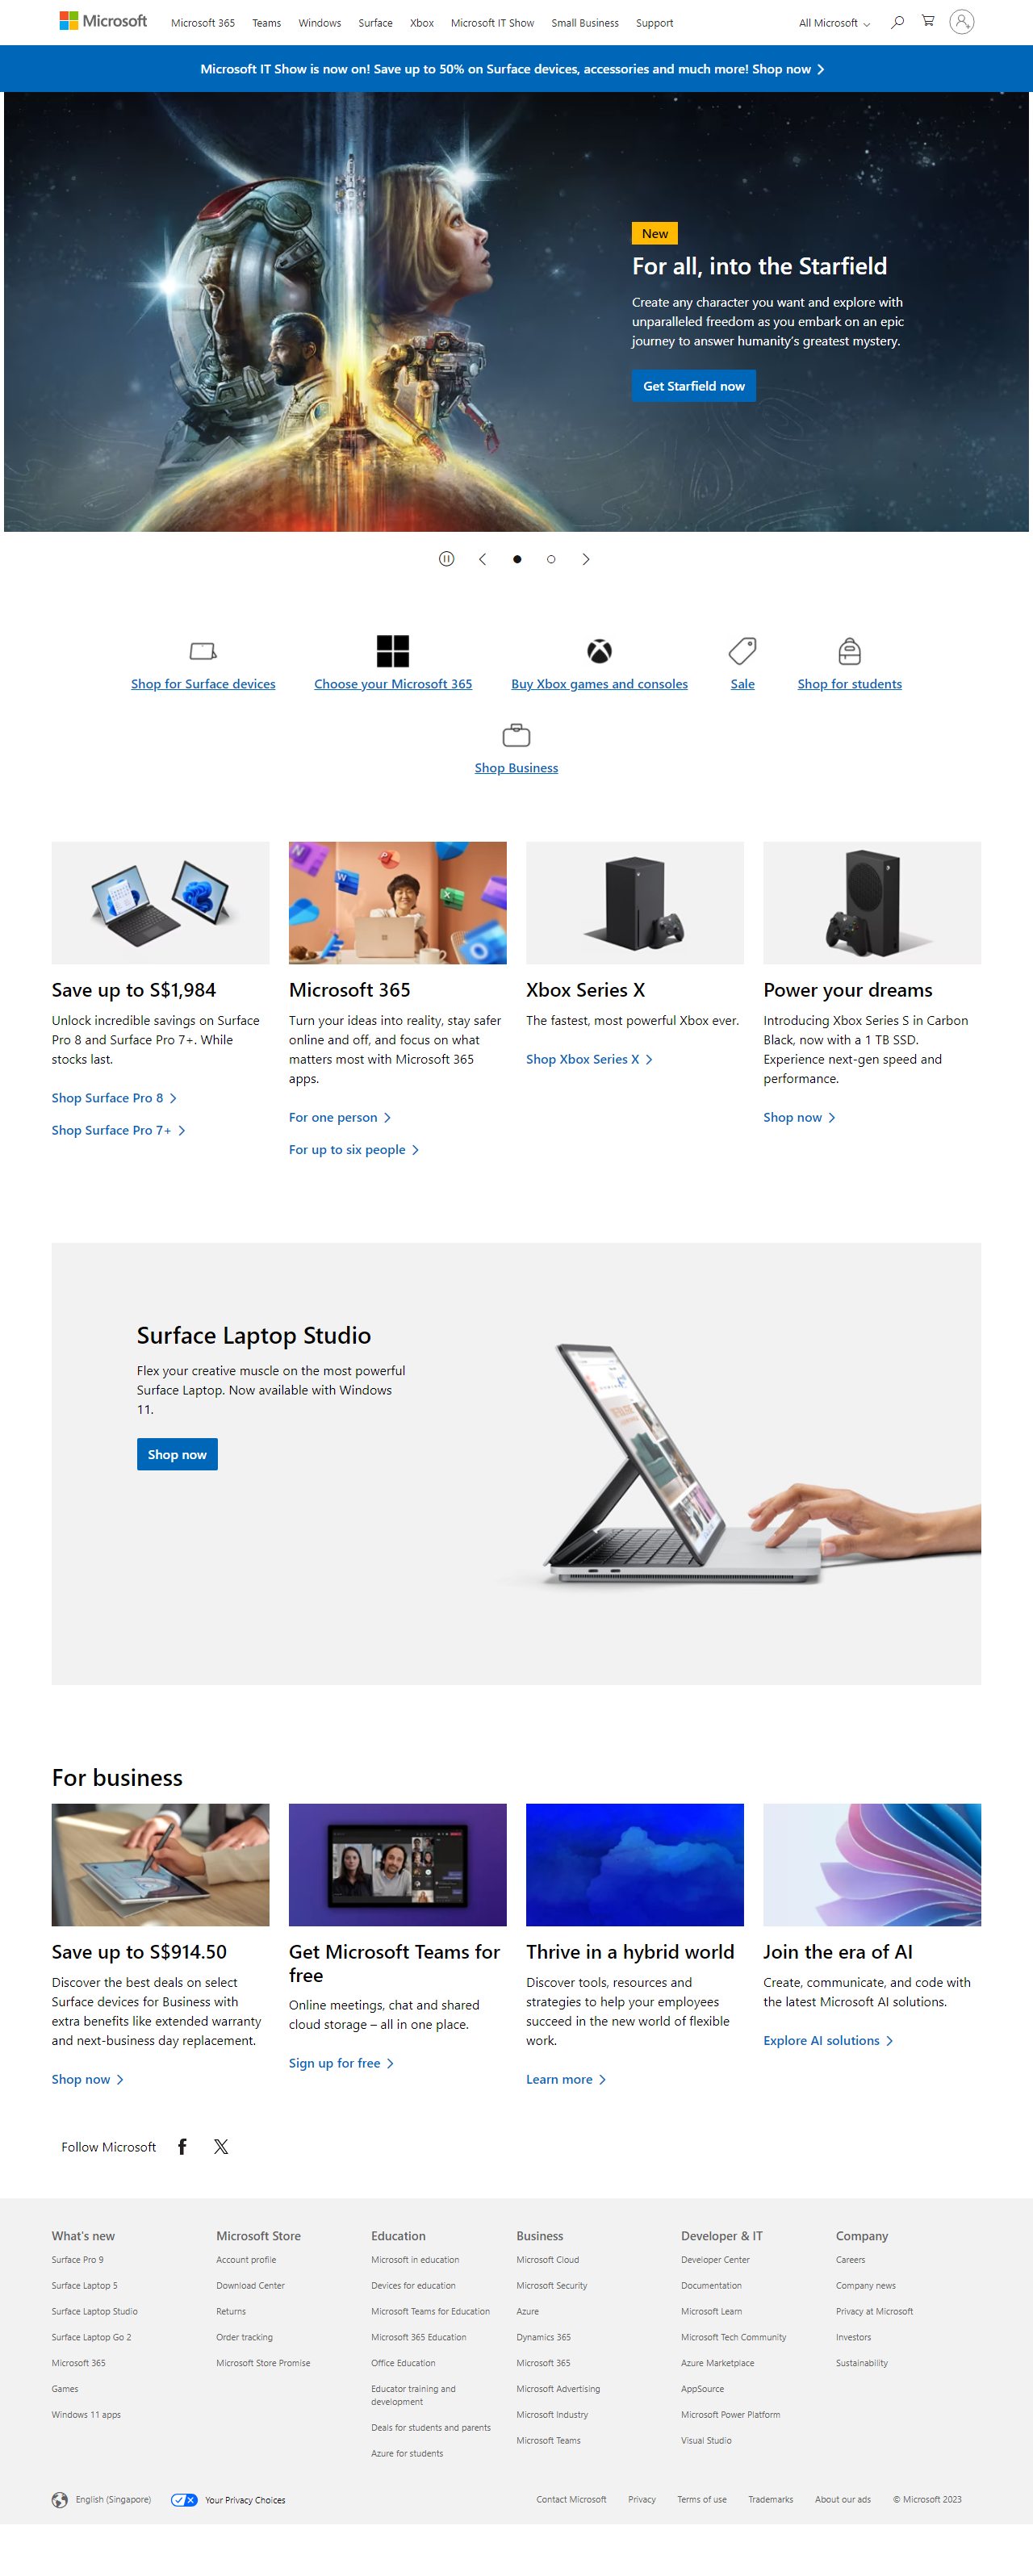 Microsoft
Microsoft 365
Teams
Windows
Surface
Xbox
Microsoft IT Show
Small Business
Support
All Microsoft
Microsoft IT Show is now on! Save up to 50% on Surface devices, accessories and much more! Shop now
New
For all, into the Starfield
Create any character you want and explore with
unparalleled freedom as you embark on an epic
journey to answer humanity's greatest mystery.
Get Starfield now
Shop for Surface devices
Choose your Microsoft 365
Buy Xbox games and consoles
Sale
Shop for students
Shop Business
Save up to S$1,984
Unlock incredible savings on Surface
Pro 8 and Surface Pro 7+. While
stocks last.
Shop Surface Pro 8
Shop Surface Pro 7+
Microsoft 365
Turn your ideas into reality, stay safer
online and off, and focus on what
matters most with Microsoft 365
apps.
For one person
For up to six people
Xbox Series X
The fastest, most powerful Xbox ever.
Shop Xbox Series X
Power your dreams
Introducing Xbox Series S in Carbon
Black, now with a 1 TB SSD.
Experience next-gen speed and
performance.
Shop now
Surface Laptop Studio
Flex your creative muscle on the most powerful
Surface Laptop. Now available with Windows
11.
Shop now
For business
Save up to S$914.50
Discover the best deals on select
Surface devices for Business with
extra benefits like extended warranty
and next-business day replacement.
Shop now
Get Microsoft Teams for
free
Online meetings, chat and shared
cloud storage – all in one place.
Sign up for free
Thrive in a hybrid world
Discover tools, resources and
strategies to help your employees
succeed in the new world of flexible
work.
Learn more
Join the era of AI
Create, communicate, and code with
the latest Microsoft AI solutions.
Explore AI solutions
Follow Microsoft
What's new
Surface Pro 9
Surface Laptop 5
Surface Laptop Studio
Surface Laptop Go 2
Microsoft 365
Games
Windows 11 apps
Microsoft Store
Account profile
Download Center
Returns
Order tracking
Microsoft Store Promise
Education
Microsoft in education
Devices for education
Microsoft Teams for Education
Microsoft 365 Education
Office Education
Educator training and
development
Deals for students and parents
Azure for students
Business
Microsoft Cloud
Microsoft Security
Azure
Dynamics 365
Microsoft 365
Microsoft Advertising
Microsoft Industry
Microsoft Teams
Developer & IT
Developer Center
Documentation
Microsoft Learn
Microsoft Tech Community
Azure Marketplace
AppSource
Microsoft Power Platform
Visual Studio
Company
Careers
Company news
Privacy at Microsoft
Investors
Sustainability
English (Singapore)
Your Privacy Choices
Contact Microsoft
Privacy
Terms of use
Trademarks
About our ads
© Microsoft 2023